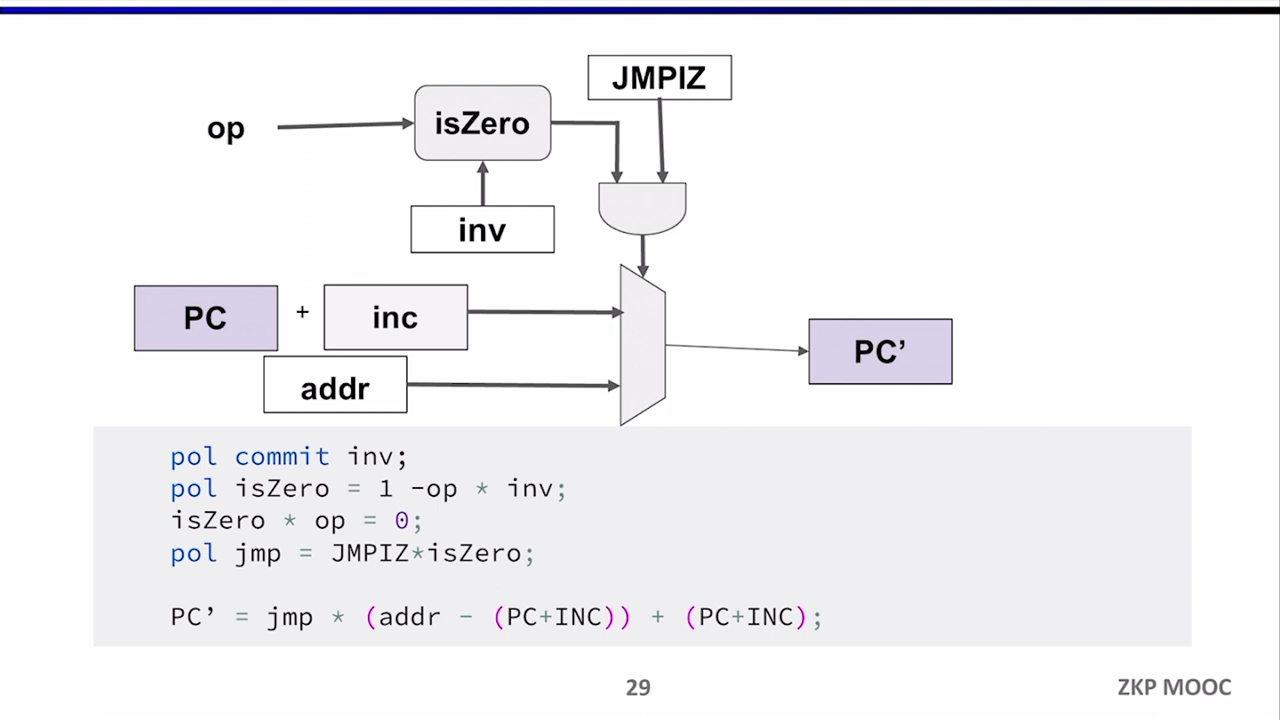 JMPIZ
op
isZero
inv
PC + inc
addr
PC’
pol commit inv;
pol isZero = 1 -op * inv;
isZero * op = 0;
pol jmp = JMPIZ*isZero;
PC’ = jmp * (addr - (PC+INC)) + (PC+INC);
29
ZKP MOOC